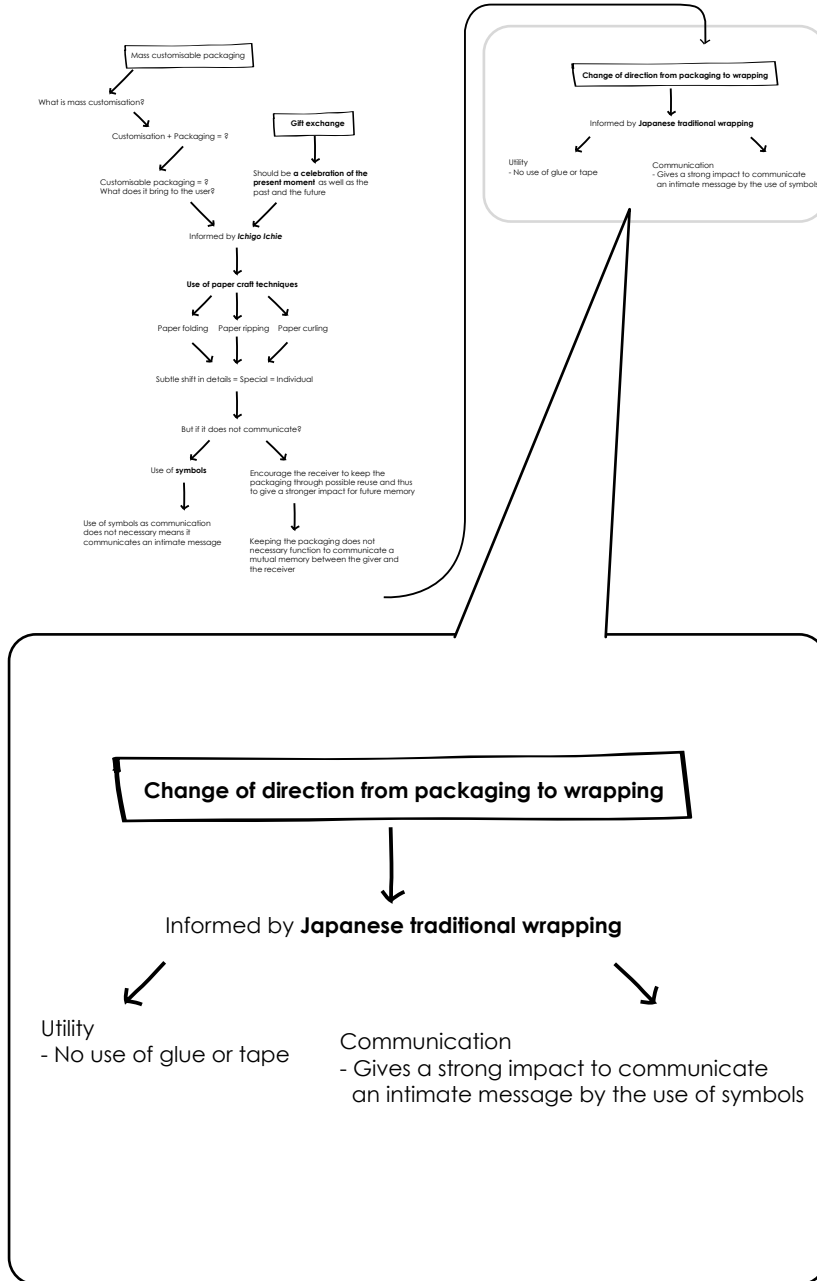 Mass customisable packaging
What is mass customisation?
Customisation + Packaging = ?
Customisable packaging = ?
What does it bring to the user?
Gift exchange
Should be a celebration of the
present moment as well as the
past and the future
Informed by Ichigo Ichie
Use of paper craft techniques
Paper folding
Paper ripping
Paper curling
Subtle shift in details = Special = Individual
But if it does not communicate?
Use of symbols
Use of symbols as communication
does not necessary means it
communicates an intimate message
Encourage the receiver to keep the
packaging through possible reuse and thus
to give a stronger impact for future memory
Keeping the packaging does not
necessary function to communicate a
mutual memory between the giver and
the receiver
Change of direction from packaging to wrapping
Informed by Japanese traditional wrapping
Utility
- No use of glue or tape
Communication
- Gives a strong impact to communicate
an intimate message by the use of symbols
Change of direction from packaging to wrapping
Informed by Japanese traditional wrapping
Utility
- No use of glue or tape
Communication
- Gives a strong impact to communicate
an intimate message by the use of symbols